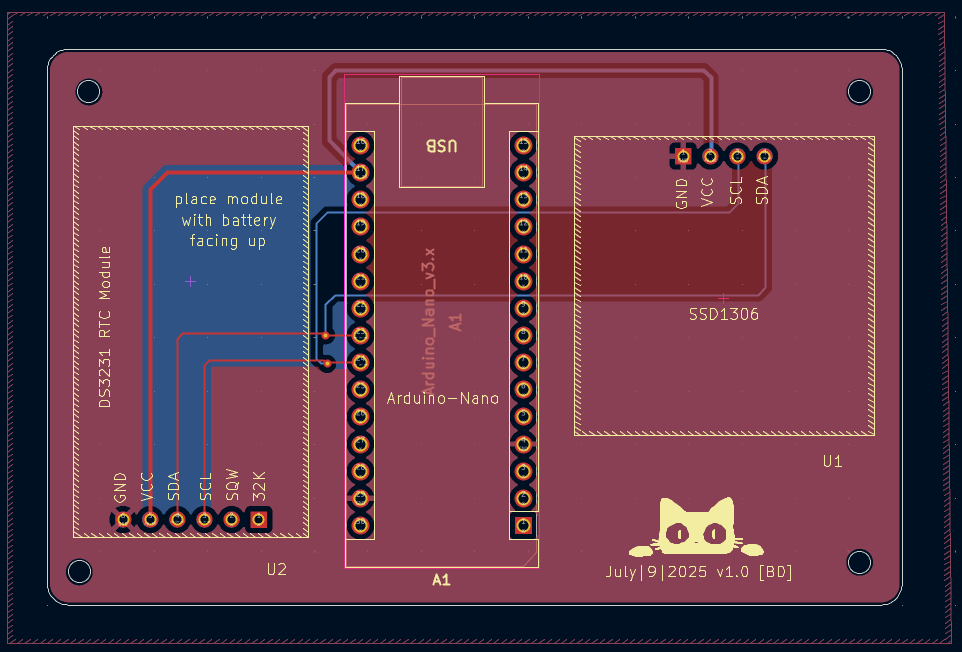 place module
with battery
facing up
DS3231 RTC Module
GND
VCC
SDA
SCL
SQW
32K
U2
USB
Arduino_Nano_v3.x
A1
Arduino-Nano
A1
GND
VCC
SCL
SDA
SSD1306
U1
July|9|2025 v1.0 [BD]